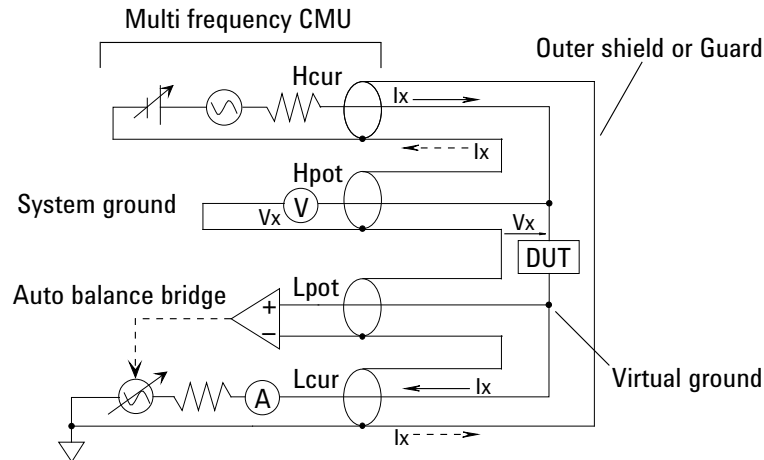 Multi frequency CMU
Outer shield or Guard
Hcur
Ix
Ix
Hpot
System ground
V
Vx
Vx
DUT
Lpot
Auto balance bridge
+
−
Lcur
Virtual ground
A
Ix
Ix